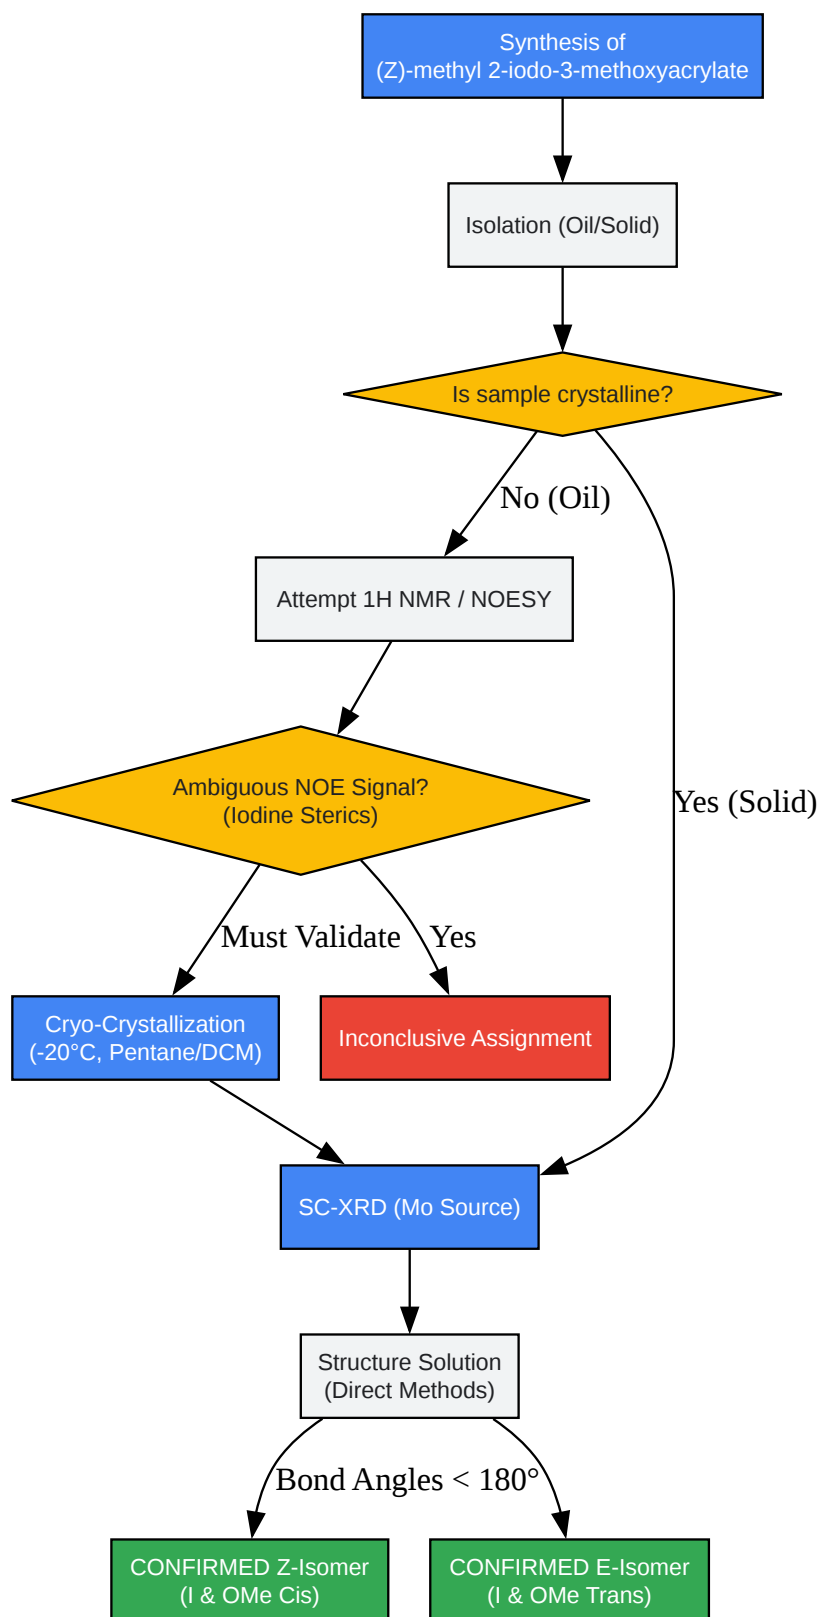 Synthesis of
(Z)-methyl 2-iodo-3-methoxyacrylate
Isolation (Oil/Solid)
Is sample crystalline?
No (Oil)
Attempt 1H NMR / NOESY
Ambiguous NOE Signal?
(Iodine Sterics)
Yes (Solid)
Must Validate
Yes
Cryo-Crystallization
(-20°C, Pentane/DCM)
Inconclusive Assignment
SC-XRD (Mo Source)
Structure Solution
(Direct Methods)
Bond Angles < 180°
CONFIRMED Z-Isomer
(I & OMe Cis)
CONFIRMED E-Isomer
(I & OMe Trans)